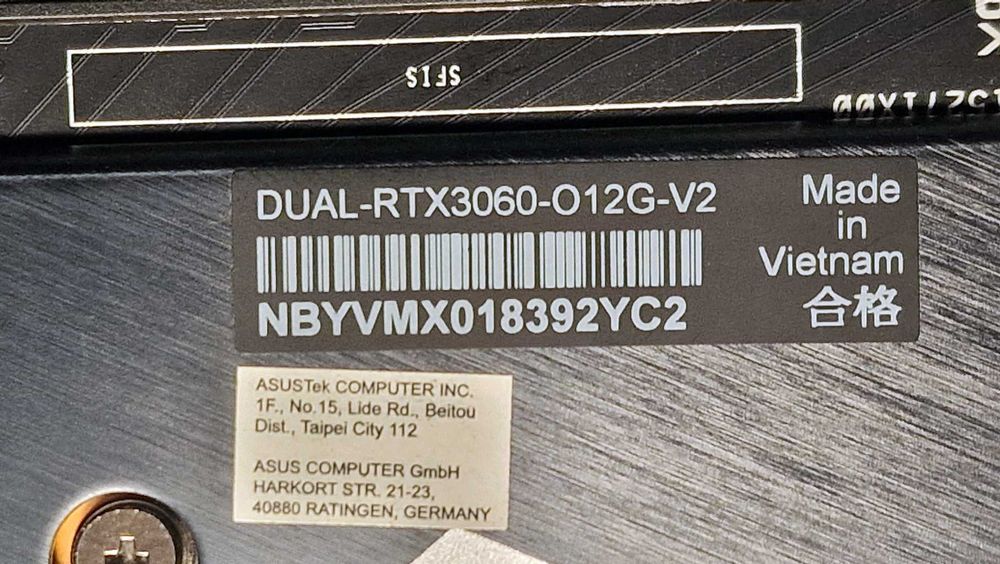 SFIS
DUAL-RTX3060-O12G-V2
NBYVMX018392YC2
Made
in
Vietnam
合格
ASUSTek COMPUTER INC.
1F., No.15, Lide Rd., Beitou
Dist., Taipei City 112
ASUS COMPUTER GmbH
HARKORT STR. 21-23,
40880 RATINGEN, GERMANY